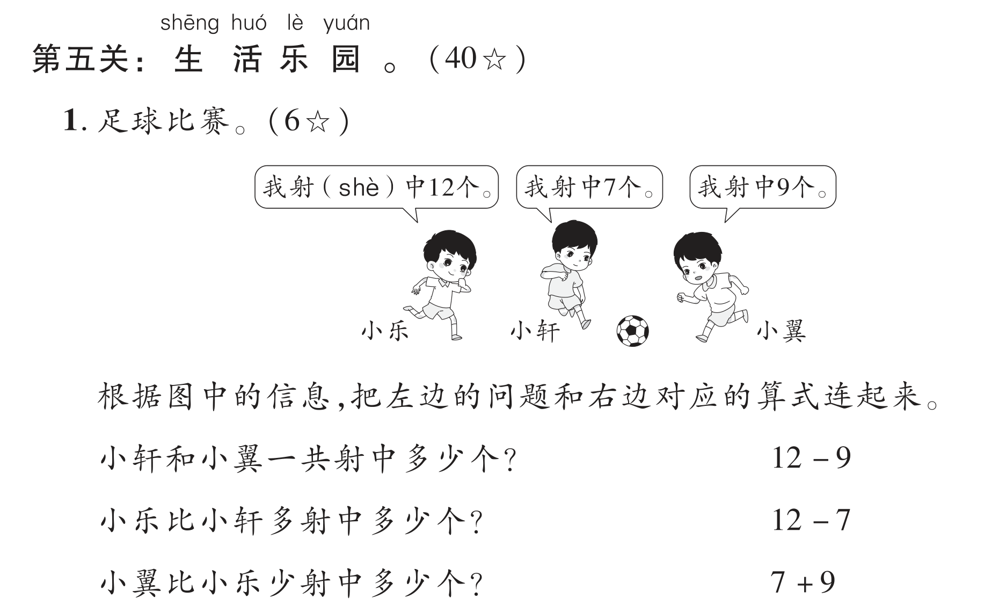 shēng huó lè yuán
第五关：生活乐园。（40☆）
1. 足球比赛。（6☆）
我射（shè）中12个。 我射中7个。 我射中9个。
小乐 小轩 小翼
根据图中的信息，把左边的问题和右边对应的算式连起来。
小轩和小翼一共射中多少个？ 12－9
小乐比小轩多射中多少个？ 12－7
小翼比小乐少射中多少个？ 7＋9